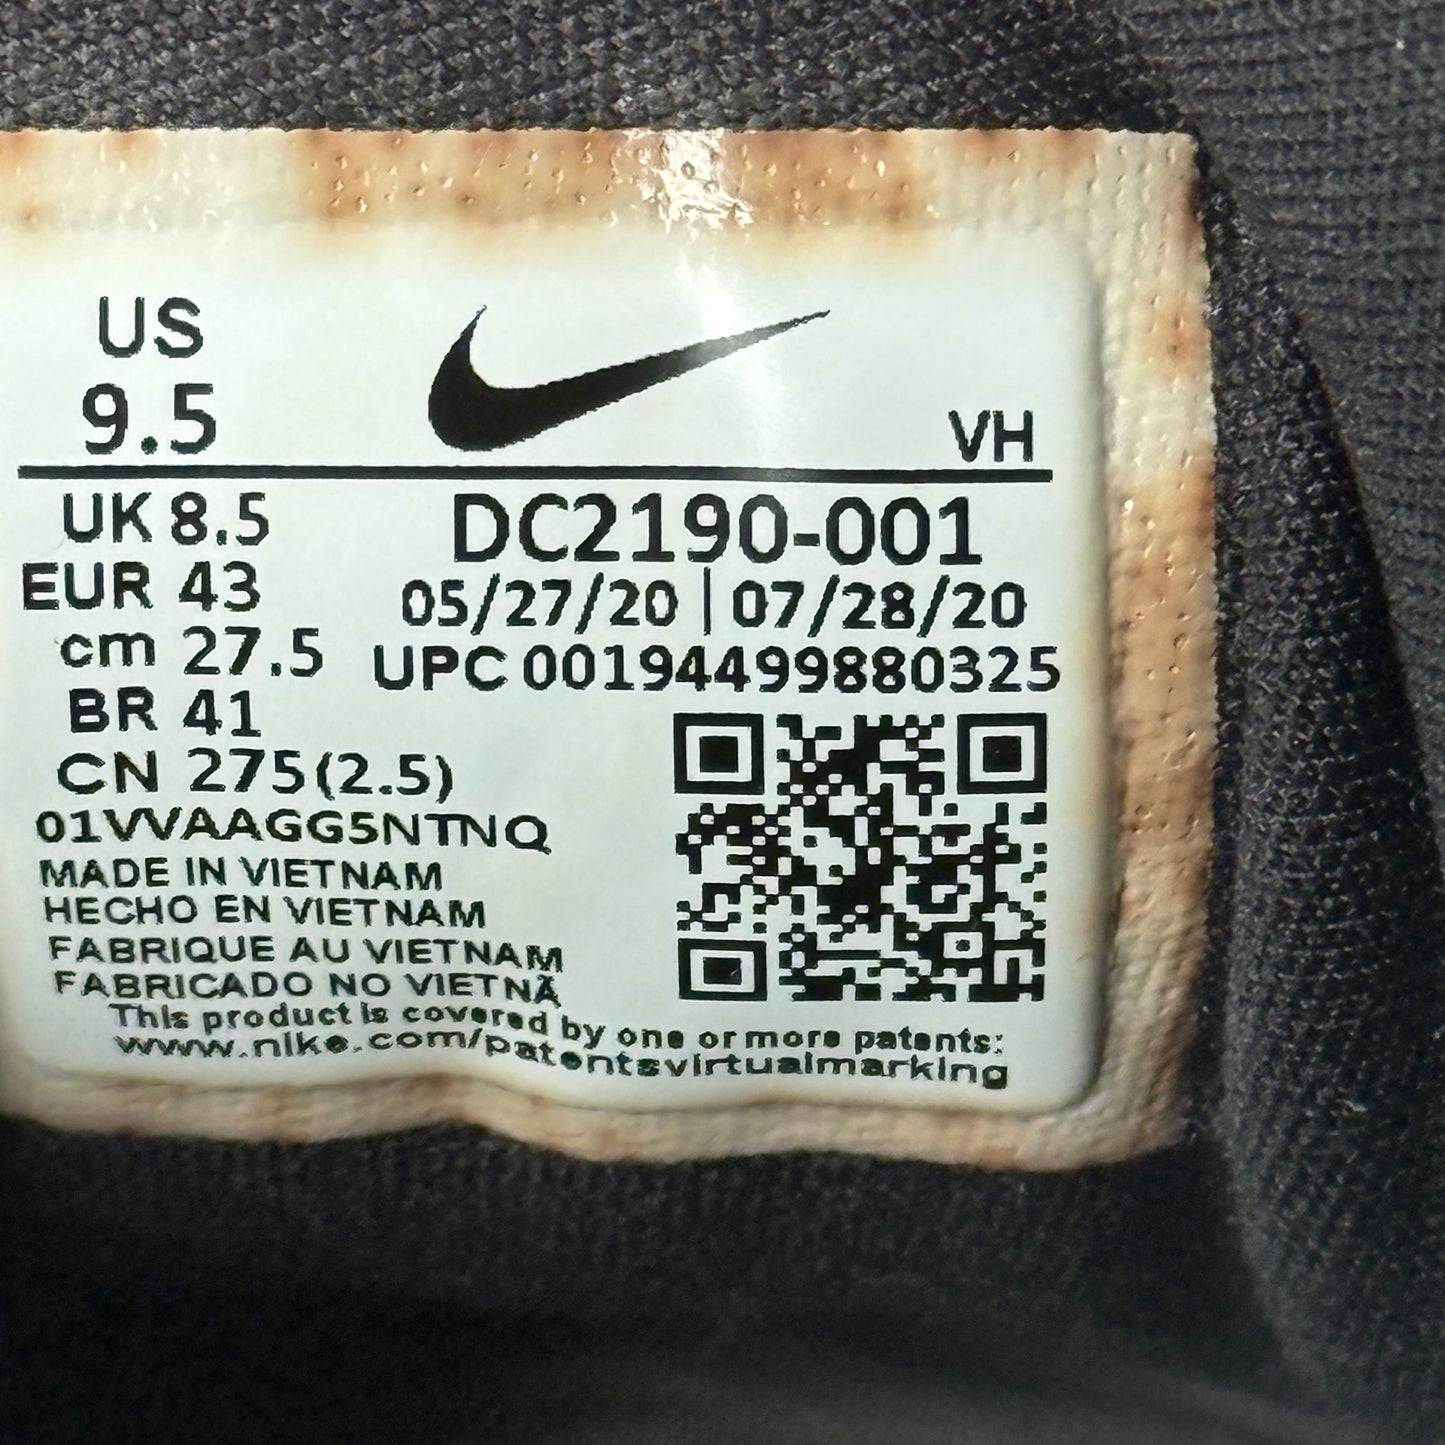 US
9.5
VH
UK 8.5
EUR 43
cm 27.5
BR 41
CN 275(2.5)
DC2190-001
05/27/20 | 07/28/20
UPC 00194499880325
01VVAAGG5NTNQ
MADE IN VIETNAM
HECHO EN VIETNAM
FABRIQUE AU VIETNAM
FABRICADO NO VIETNÃ
This product is covered by one or more patents:
www.nike.com/patentsvirtualmarking